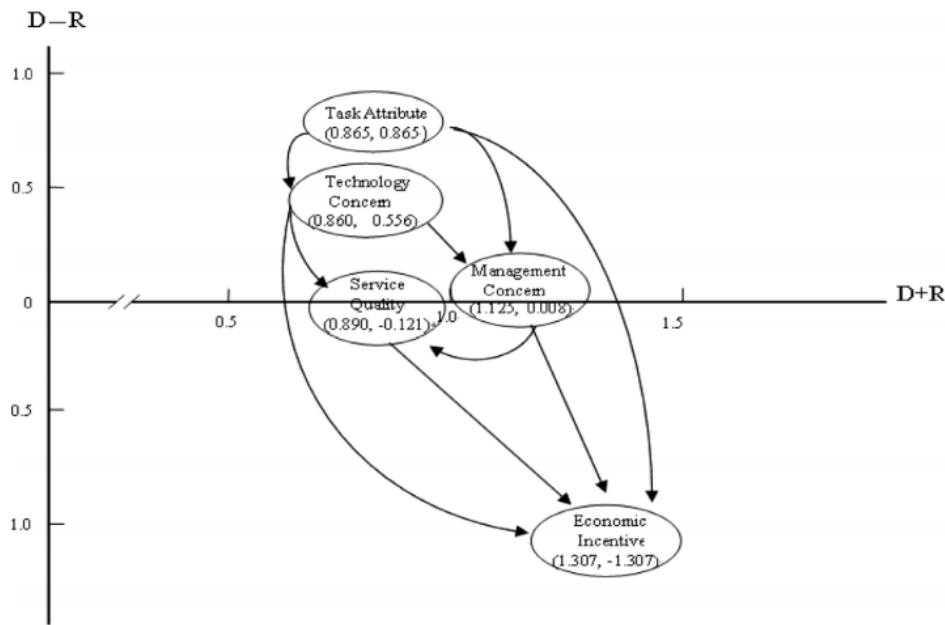 D—R
1.0
Task Attribute
(0.865, 0.865)
0.5
Technology
Concern
(0.860, 0.556)
Management
Concern
(1.125, 0.008)
Service
Quality
(0.890, -0.121)
0
D+R
0.5
1.0
1.5
0.5
1.0
Economic
Incentive
(1.307, -1.307)